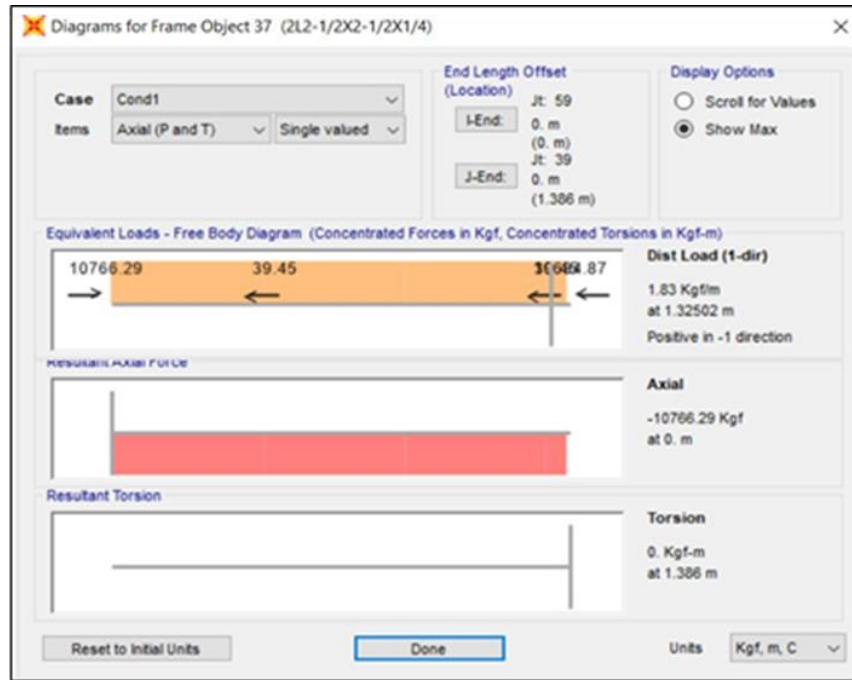 Diagrams for Frame Object 37 (2L2-1/2X2-1/2X1/4)
Case Cond1
Items Axial (P and T) Single valued
End Length Offset
(Location)
I-End:
Jt: 59
0. m
(0. m)
J-End:
Jt: 39
0. m
(1.386 m)
Display Options
Scroll for Values
Show Max
Equivalent Loads - Free Body Diagram (Concentrated Forces in Kgf, Concentrated Torsions in Kgf-m)
10766.29 39.45
Dist Load (1-dir)
1.83 Kgf/m
at 1.32502 m
Positive in -1 direction
Resultant Axial Force
Axial
-10766.29 Kgf
at 0. m
Resultant Torsion
Torsion
0. Kgf-m
at 1.386 m
Reset to Initial Units Done Units Kgf, m, C